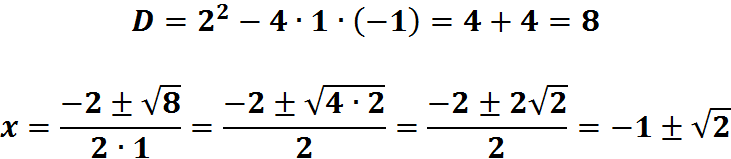 D = 2² − 4 · 1 · (−1) = 4 + 4 = 8
x = (−2 ± √8)/(2 · 1) = (−2 ± √(4 · 2))/2 = (−2 ± 2√2)/2 = −1 ± √2